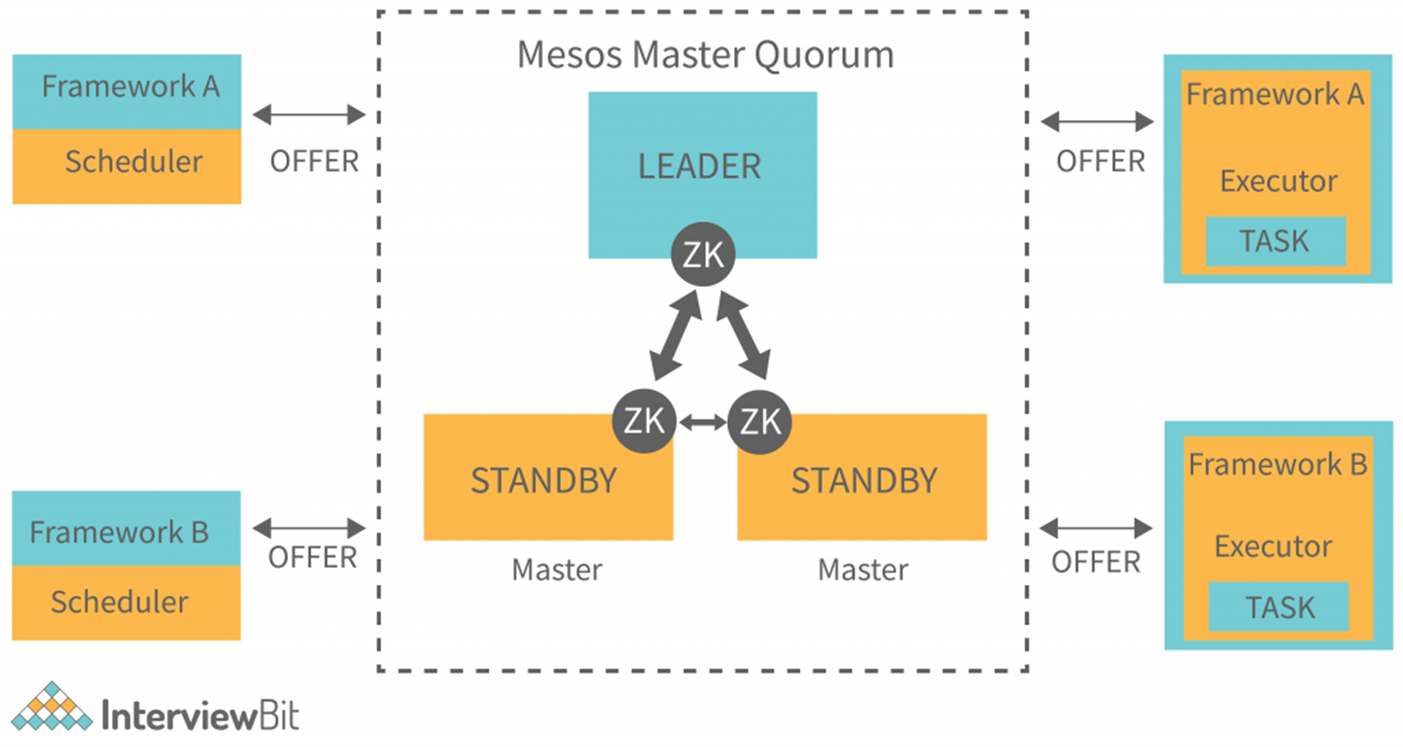 Mesos Master Quorum
Framework A
Scheduler
OFFER
LEADER
ZK
OFFER
Framework A
Executor
TASK
ZK
ZK
STANDBY
STANDBY
Master
Master
Framework B
Scheduler
OFFER
OFFER
Framework B
Executor
TASK
InterviewBit